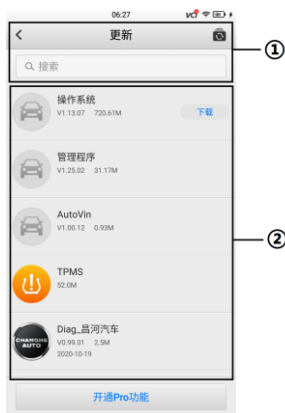 06:27
VCI
更新
①
搜索
操作系统
V1.13.07 720.61M
下载
管理程序
V1.25.02 31.17M
AutoVin
V1.00.12 0.93M
②
TPMS
52.0M
CHANGHE
AUTO
Diag_昌河汽车
V0.99.01 2.5M
2020-10-19
开通Pro功能